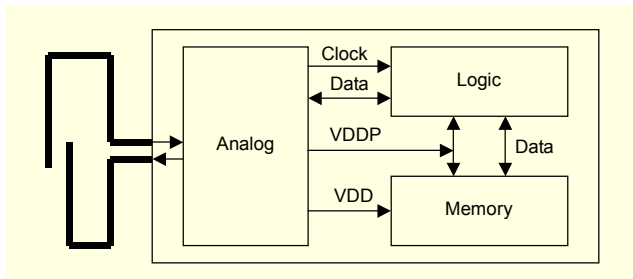 Clock
Logic
Data
Analog
VDDP
Data
VDD
Memory